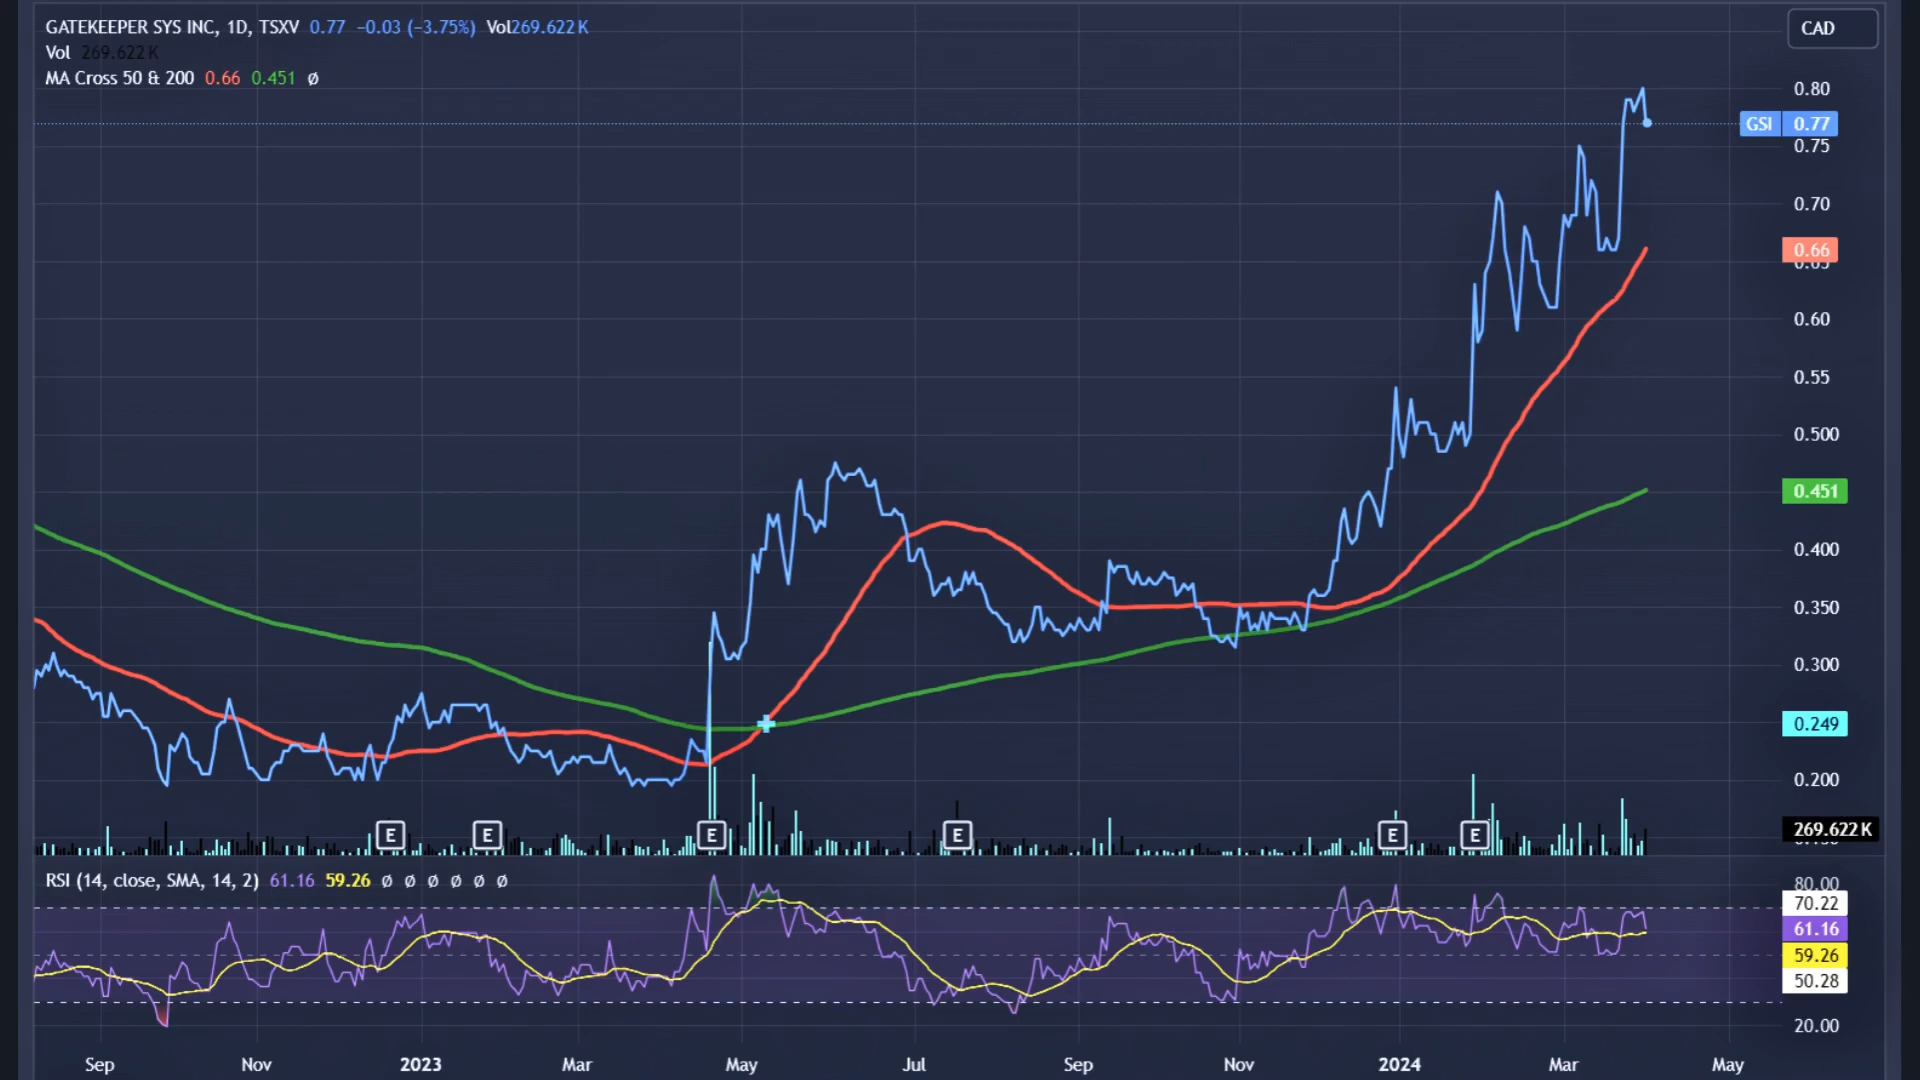 GATEKEEPER SYS INC, 1D, TSXV 0.77 −0.03 (−3.75%) Vol269.622K
Vol 269.622K
MA Cross 50 & 200 0.66 0.451 Ø
CAD
0.80
GSI 0.77
0.75
0.70
0.66
0.65
0.60
0.55
0.500
0.451
0.400
0.350
0.300
0.249
0.200
E E E E E E
269.622K
RSI (14, close, SMA, 14, 2) 61.16 59.26 Ø Ø Ø Ø Ø Ø
80.00
70.22
61.16
59.26
50.28
20.00
Sep Nov 2023 Mar May Jul Sep Nov 2024 Mar May